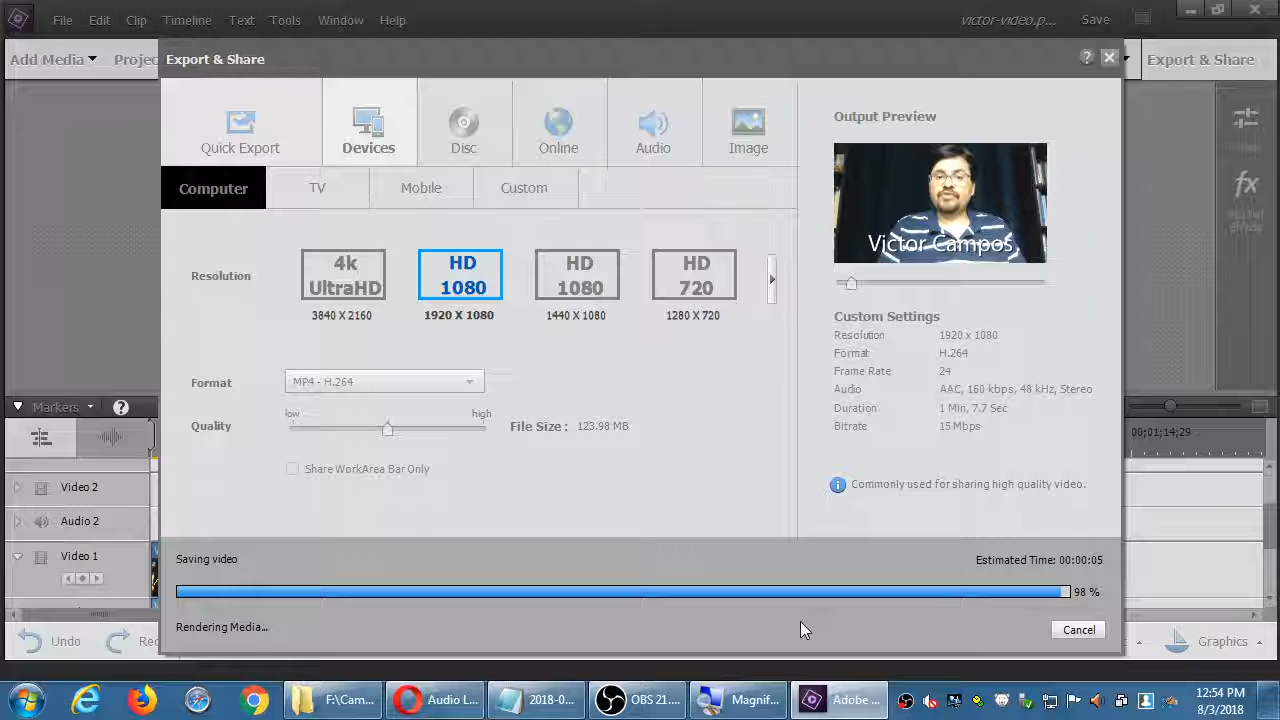 File Edit Clip Timeline Text Tools Window Help victor-video.p... Save
Add Media Projec Export & Share
Export & Share
Quick Export Devices Disc Online Audio Image
Computer TV Mobile Custom
Resolution
4k UltraHD
3840 X 2160
HD 1080
1920 X 1080
HD 1080
1440 X 1080
HD 720
1280 X 720
Format MP4 - H.264
low high
Quality File Size : 123.98 MB
Share WorkArea Bar Only
Output Preview
Victor Campos
Custom Settings
Resolution 1920 x 1080
Format H.264
Frame Rate 24
Audio AAC, 160 kbps, 48 kHz, Stereo
Duration 1 Min, 7.7 Sec
Bitrate 15 Mbps
Commonly used for sharing high quality video.
fx
Markers
00;01;14;29
Video 2
Audio 2
Video 1
Saving video Estimated Time: 00:00:05
98 %
Rendering Media...
Cancel
Undo Rec Graphics
F:\Cam... Audio L... 2018-0... OBS 21.... Magnif... Adobe ...
12:54 PM
8/3/2018